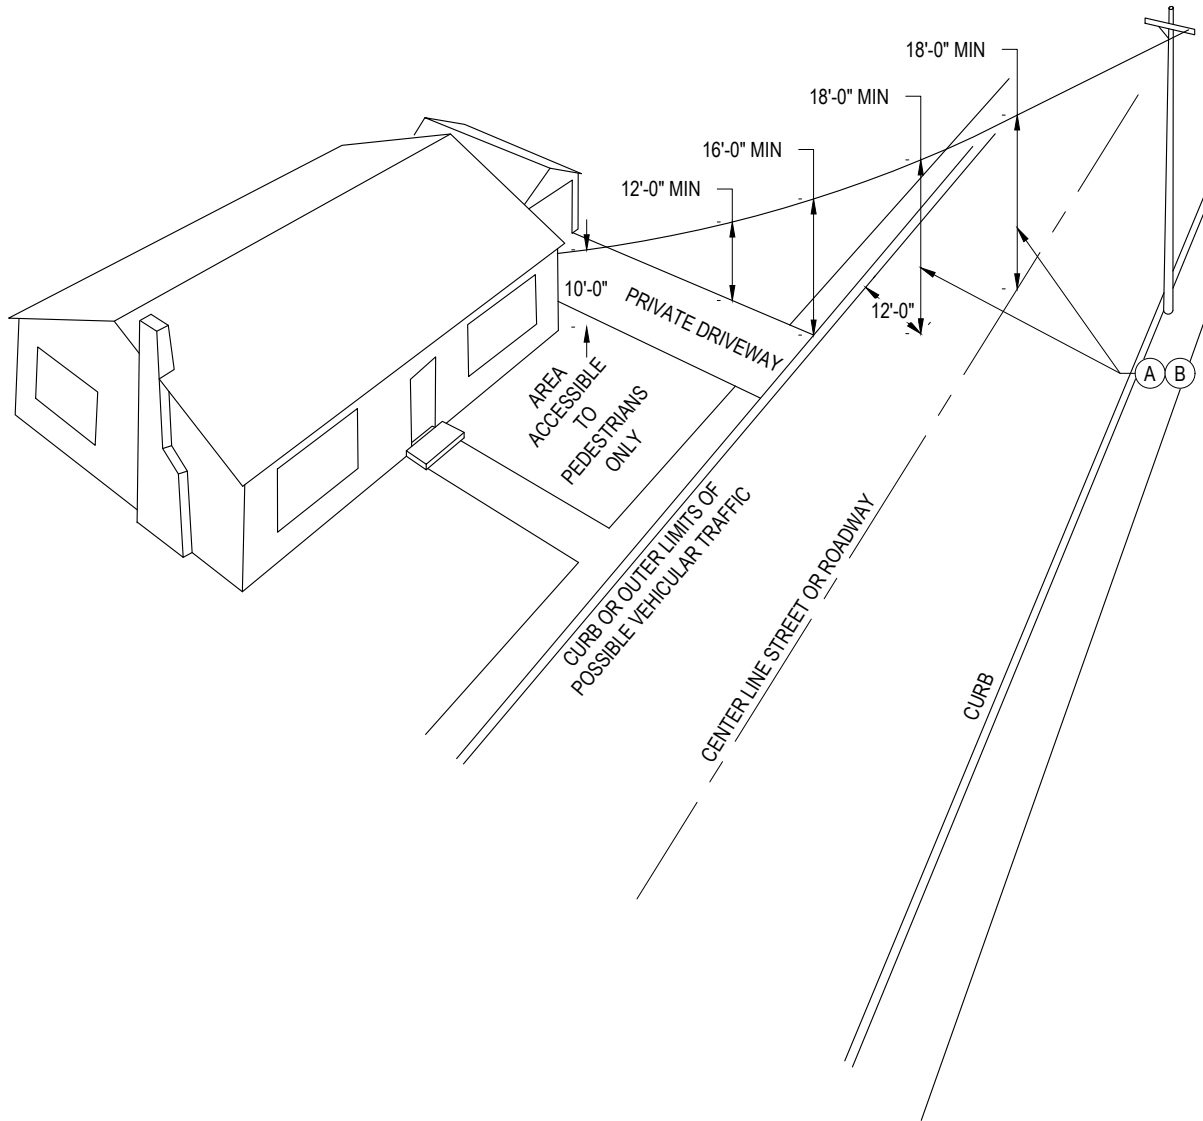 18'-0" MIN
18'-0" MIN
16'-0" MIN
12'-0" MIN
10'-0"
PRIVATE DRIVEWAY
12'-0"
A B
AREA
ACCESSIBLE
TO
PEDESTRIANS
ONLY
CURB OR OUTER LIMITS OF
POSSIBLE VEHICULAR TRAFFIC
CENTER LINE STREET OR ROADWAY
CURB